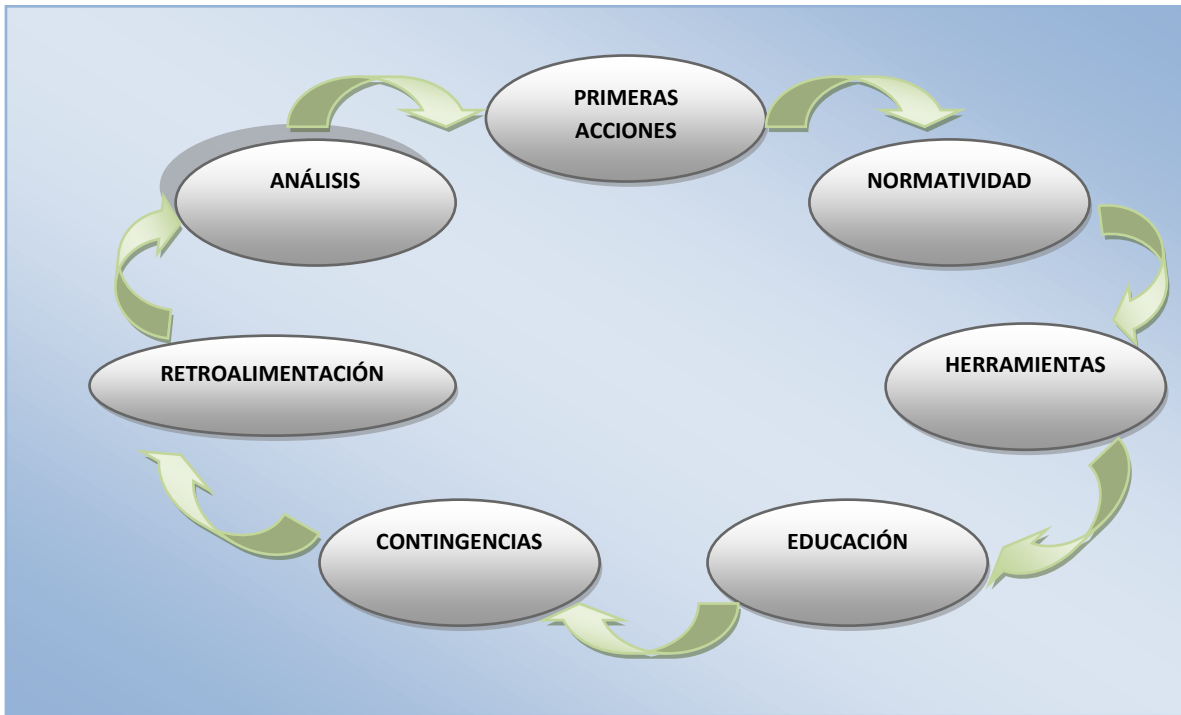 PRIMERAS
ACCIONES
ANÁLISIS
NORMATIVIDAD
RETROALIMENTACIÓN
HERRAMIENTAS
CONTINGENCIAS
EDUCACIÓN